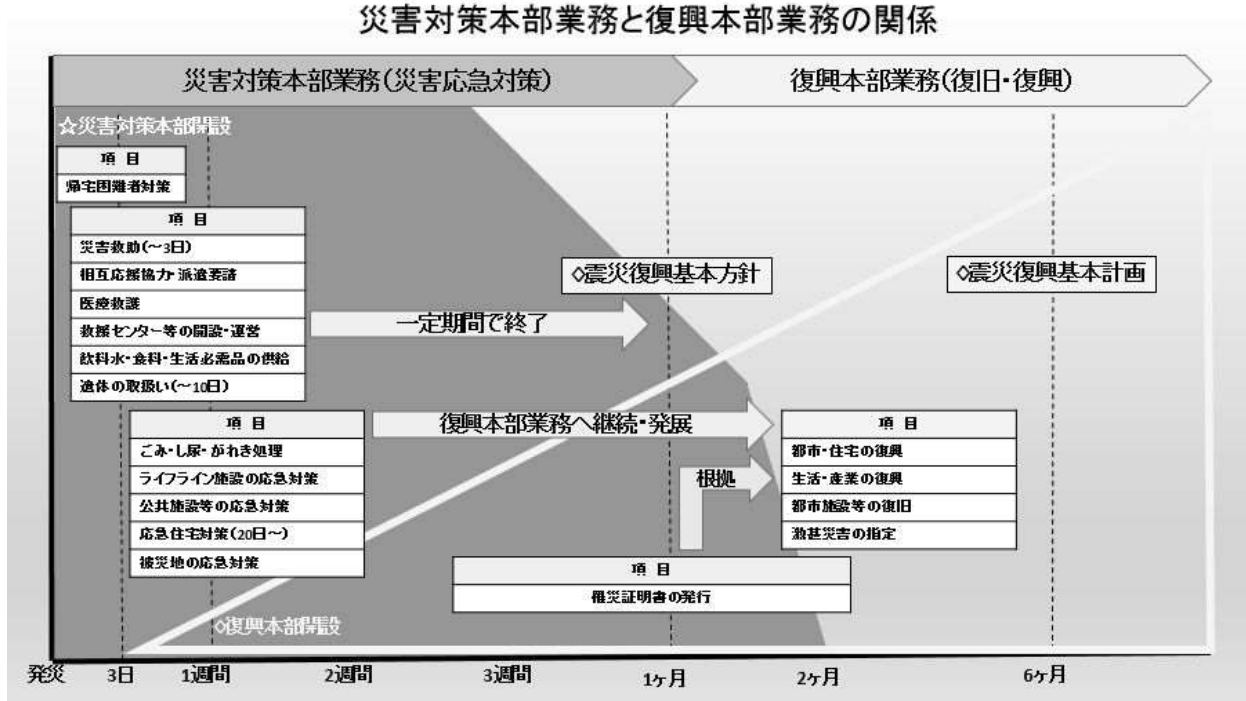 災害対策本部業務と復興本部業務の関係
災害対策本部業務(災害応急対策)
復興本部業務(復旧・復興)
☆災害対策本部開設
項 目
帰宅困難者対策
項 目
災害救助(～3日)
相互応援協力・派遣要請
医療救護
救援センター等の開設・運営
飲料水・食料・生活必需品の供給
遺体の取扱い(～10日)
一定期間で終了
◇震災復興基本方針
◇震災復興基本計画
項 目
ごみ・し尿・がれき処理
ライフライン施設の応急対策
公共施設等の応急対策
応急住宅対策(20日～)
被災地の応急対策
復興本部業務へ継続・発展
根拠
項 目
都市・住宅の復興
生活・産業の復興
都市施設等の復旧
激甚災害の指定
項 目
罹災証明書の発行
◇復興本部開設
発災
3日
1週間
2週間
3週間
1ヶ月
2ヶ月
6ヶ月